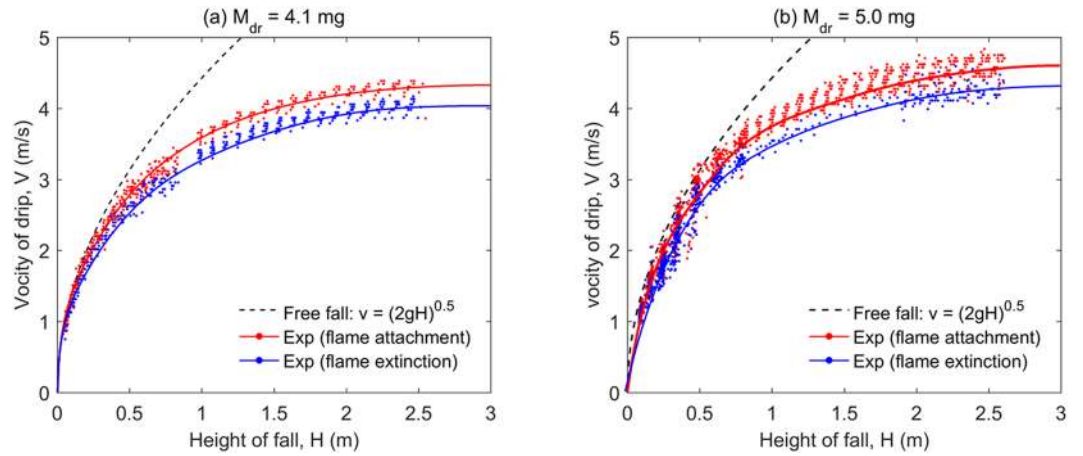 (a) M_dr = 4.1 mg
Vocity of drip, V (m/s)
5
4
3
2
1
0
0 0.5 1 1.5 2 2.5 3
Height of fall, H (m)
Free fall: v = (2gH)^0.5
Exp (flame attachment)
Exp (flame extinction)
(b) M_dr = 5.0 mg
vocity of drip, V (m/s)
5
4
3
2
1
0
0 0.5 1 1.5 2 2.5 3
Height of fall, H (m)
Free fall: v = (2gH)^0.5
Exp (flame attachment)
Exp (flame extinction)